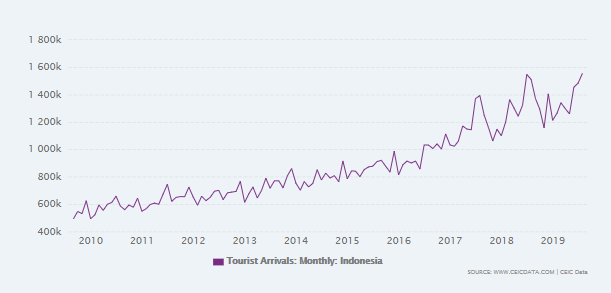 1 800k
1 600k
1 400k
1 200k
1 000k
800k
600k
400k
2010 2011 2012 2013 2014 2015 2016 2017 2018 2019
Tourist Arrivals: Monthly: Indonesia
SOURCE: WWW.CEICDATA.COM | CEIC Data